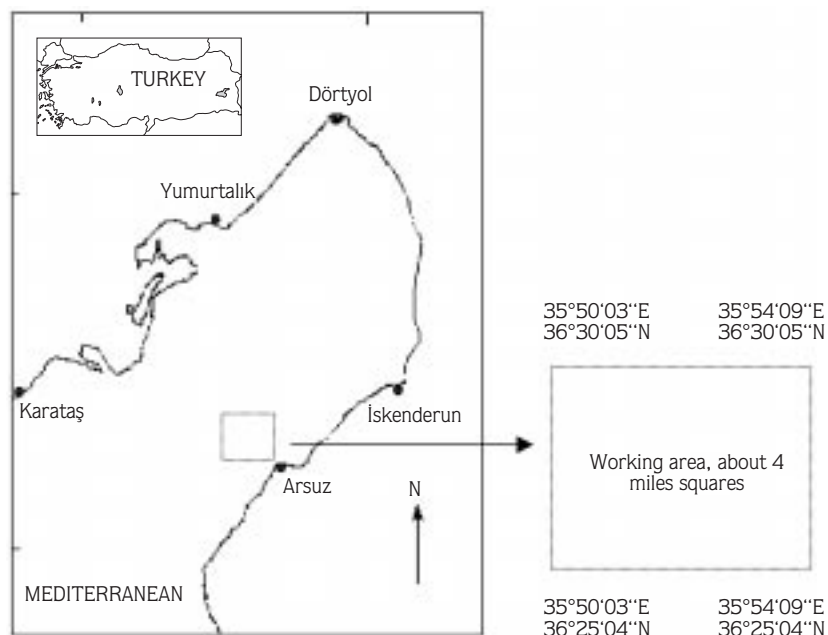 TURKEY
Dörtyol
Yumurtalık
Karataş
İskenderun
Arsuz
N
MEDITERRANEAN
35°50‘03‘‘E 35°54‘09‘‘E
36°30‘05‘‘N 36°30‘05‘‘N
Working area, about 4
miles squares
35°50‘03‘‘E 35°54‘09‘‘E
36°25‘04‘‘N 36°25‘04‘‘N